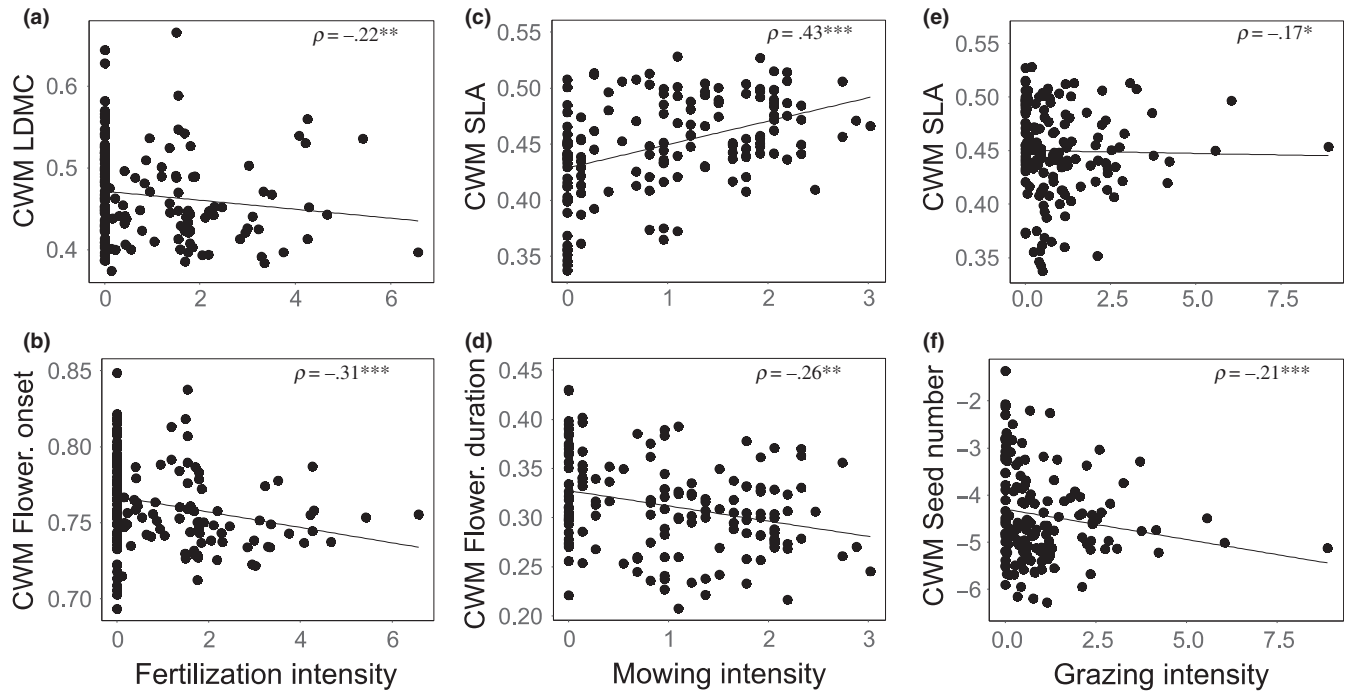 (a)
ρ = –.22**
CWM LDMC
0.6
0.5
0.4
0 2 4 6
(b)
ρ = –.31***
CWM Flower. onset
0.85
0.80
0.75
0.70
0 2 4 6
Fertilization intensity
(c)
ρ = .43***
CWM SLA
0.55
0.50
0.45
0.40
0.35
0 1 2 3
(d)
ρ = –.26**
CWM Flower. duration
0.45
0.40
0.35
0.30
0.25
0.20
0 1 2 3
Mowing intensity
(e)
ρ = –.17*
CWM SLA
0.55
0.50
0.45
0.40
0.35
0.0 2.5 5.0 7.5
(f)
ρ = –.21***
CWM Seed number
–2
–3
–4
–5
–6
0.0 2.5 5.0 7.5
Grazing intensity